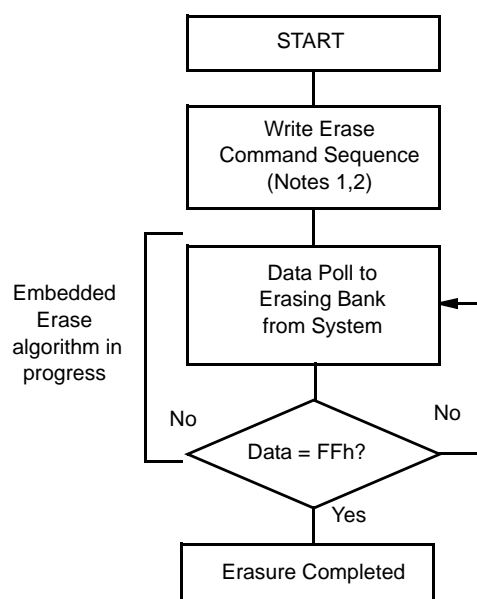 START
Write Erase
Command Sequence
(Notes 1,2)
Data Poll to
Erasing Bank
from System
Embedded
Erase
algorithm in
progress
No
No
Data = FFh?
Yes
Erasure Completed